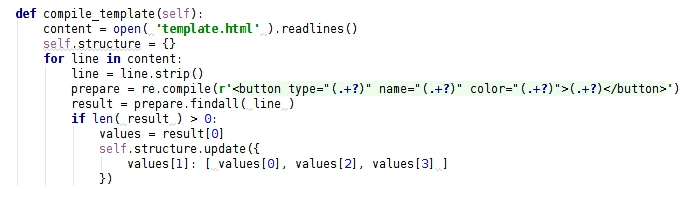 def compile_template(self):
    content = open( 'template.html' ).readlines()
    self.structure = {}
    for line in content:
        line = line.strip()
        prepare = re.compile(r'<button type="(.+?)" name="(.+?)" color="(.+?)">(.+?)</button>')
        result = prepare.findall( line )
        if len( result ) > 0:
            values = result[0]
            self.structure.update({
                values[1]: [ values[0], values[2], values[3] ]
            })